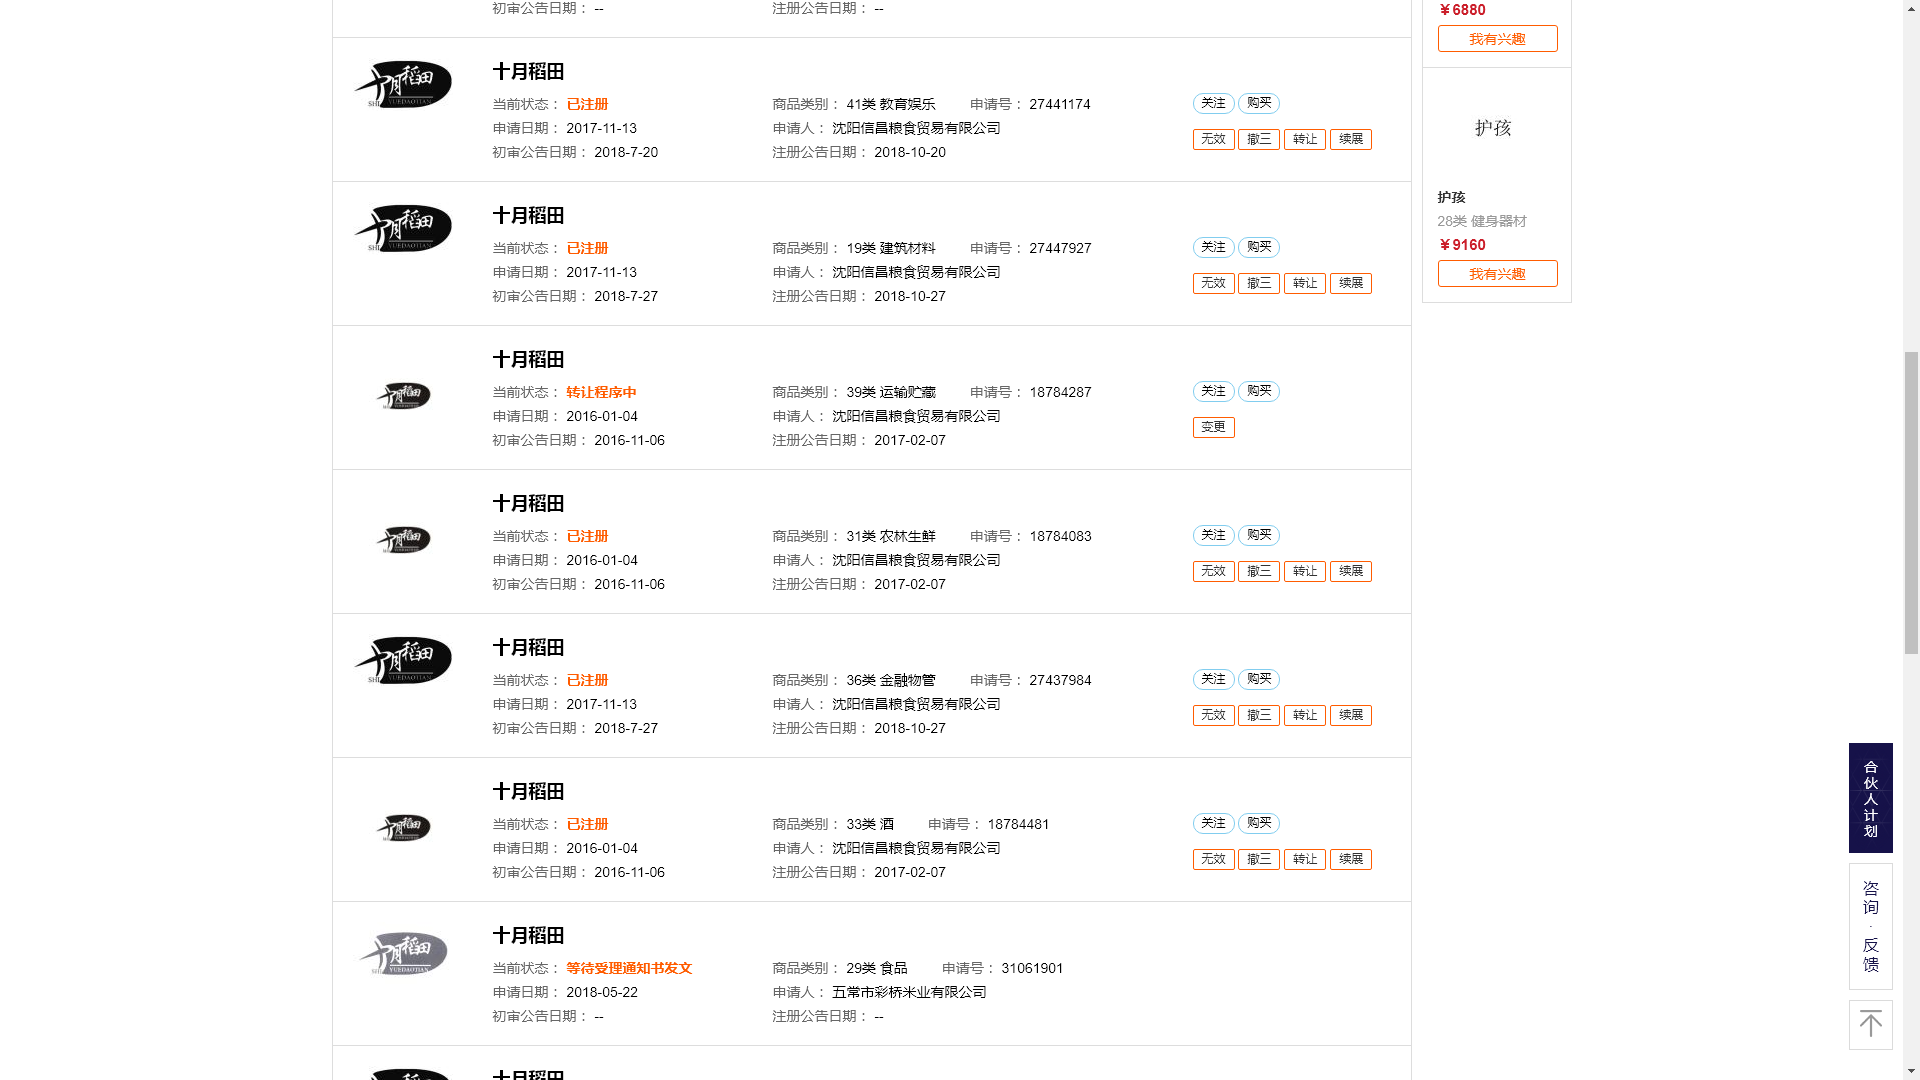 初审公告日期： --
注册公告日期： --
十月稻田
当前状态： 已注册
商品类别： 41类 教育娱乐 申请号： 27441174
申请日期： 2017-11-13
申请人： 沈阳信昌粮食贸易有限公司
初审公告日期： 2018-7-20
注册公告日期： 2018-10-20
关注 购买
无效 撤三 转让 续展
十月稻田
当前状态： 已注册
商品类别： 19类 建筑材料 申请号： 27447927
申请日期： 2017-11-13
申请人： 沈阳信昌粮食贸易有限公司
初审公告日期： 2018-7-27
注册公告日期： 2018-10-27
关注 购买
无效 撤三 转让 续展
十月稻田
当前状态： 转让程序中
商品类别： 39类 运输贮藏 申请号： 18784287
申请日期： 2016-01-04
申请人： 沈阳信昌粮食贸易有限公司
初审公告日期： 2016-11-06
注册公告日期： 2017-02-07
关注 购买
变更
十月稻田
当前状态： 已注册
商品类别： 31类 农林生鲜 申请号： 18784083
申请日期： 2016-01-04
申请人： 沈阳信昌粮食贸易有限公司
初审公告日期： 2016-11-06
注册公告日期： 2017-02-07
关注 购买
无效 撤三 转让 续展
十月稻田
当前状态： 已注册
商品类别： 36类 金融物管 申请号： 27437984
申请日期： 2017-11-13
申请人： 沈阳信昌粮食贸易有限公司
初审公告日期： 2018-7-27
注册公告日期： 2018-10-27
关注 购买
无效 撤三 转让 续展
十月稻田
当前状态： 已注册
商品类别： 33类 酒 申请号： 18784481
申请日期： 2016-01-04
申请人： 沈阳信昌粮食贸易有限公司
初审公告日期： 2016-11-06
注册公告日期： 2017-02-07
关注 购买
无效 撤三 转让 续展
十月稻田
当前状态： 等待受理通知书发文
商品类别： 29类 食品 申请号： 31061901
申请日期： 2018-05-22
申请人： 五常市彩桥米业有限公司
初审公告日期： --
注册公告日期： --
十月稻田
￥6880
我有兴趣
护孩
护孩
28类 健身器材
￥9160
我有兴趣
合伙人计划
咨询·反馈